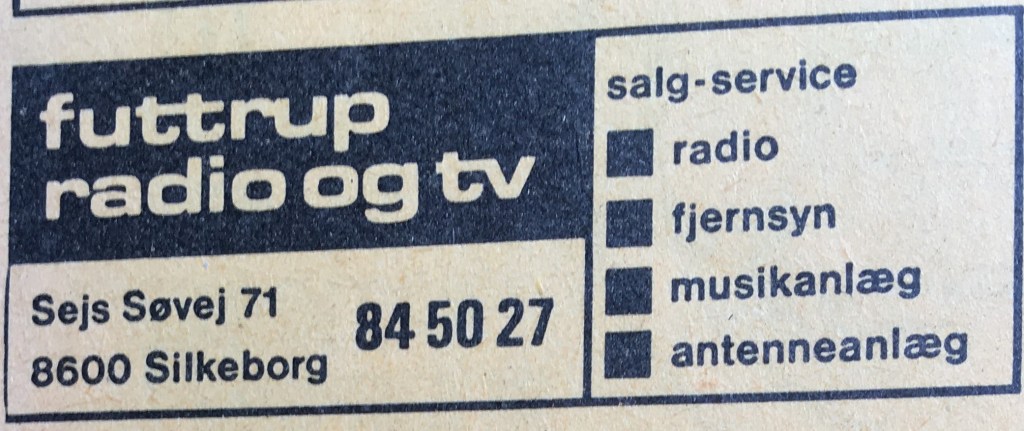 futtrup
radio og tv
Sejs Søvej 71
8600 Silkeborg
84 50 27
salg-service
radio
fjernsyn
musikanlæg
antenneanlæg